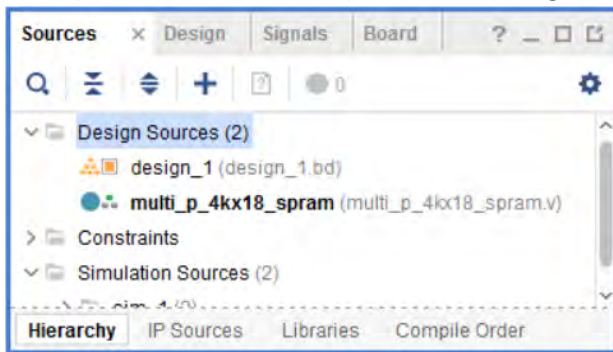 Sources × Design Signals Board ? _
0
Design Sources (2)
design_1 (design_1.bd)
multi_p_4kx18_spram (multi_p_4kx18_spram.v)
Constraints
Simulation Sources (2)
Hierarchy IP Sources Libraries Compile Order